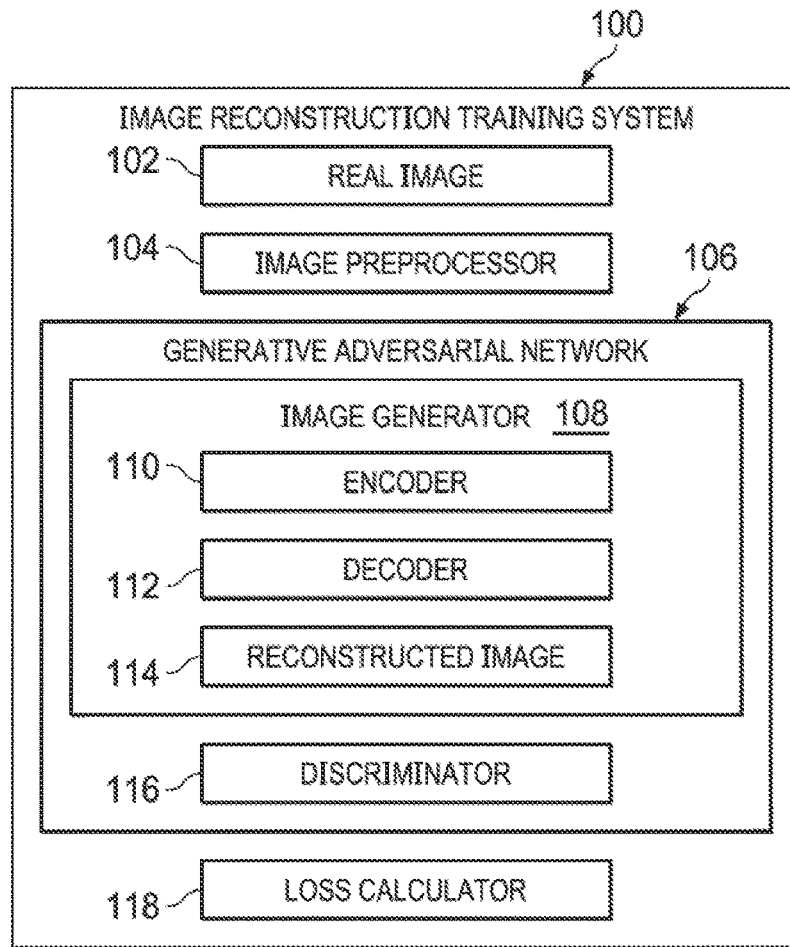 100
IMAGE RECONSTRUCTION TRAINING SYSTEM
102
REAL IMAGE
104
IMAGE PREPROCESSOR
106
GENERATIVE ADVERSARIAL NETWORK
IMAGE GENERATOR 108
110
ENCODER
112
DECODER
114
RECONSTRUCTED IMAGE
116
DISCRIMINATOR
118
LOSS CALCULATOR